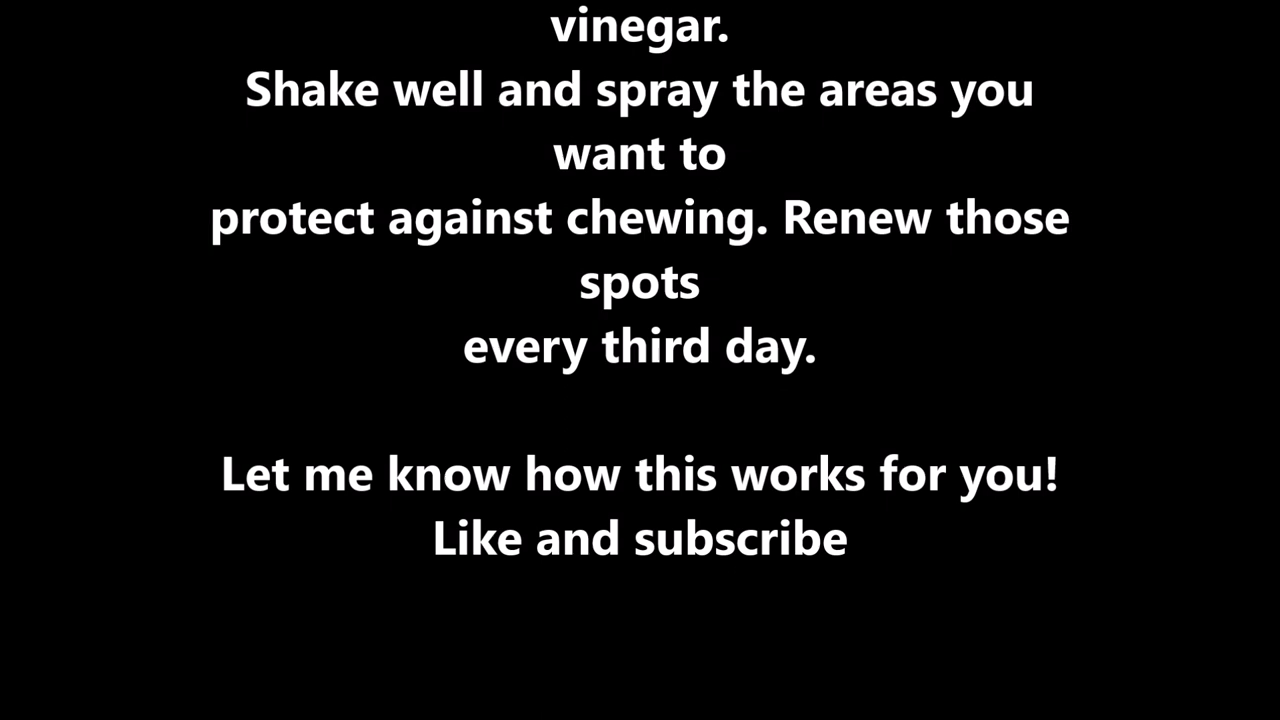 vinegar.
Shake well and spray the areas you
want to
protect against chewing. Renew those
spots
every third day.
Let me know how this works for you!
Like and subscribe